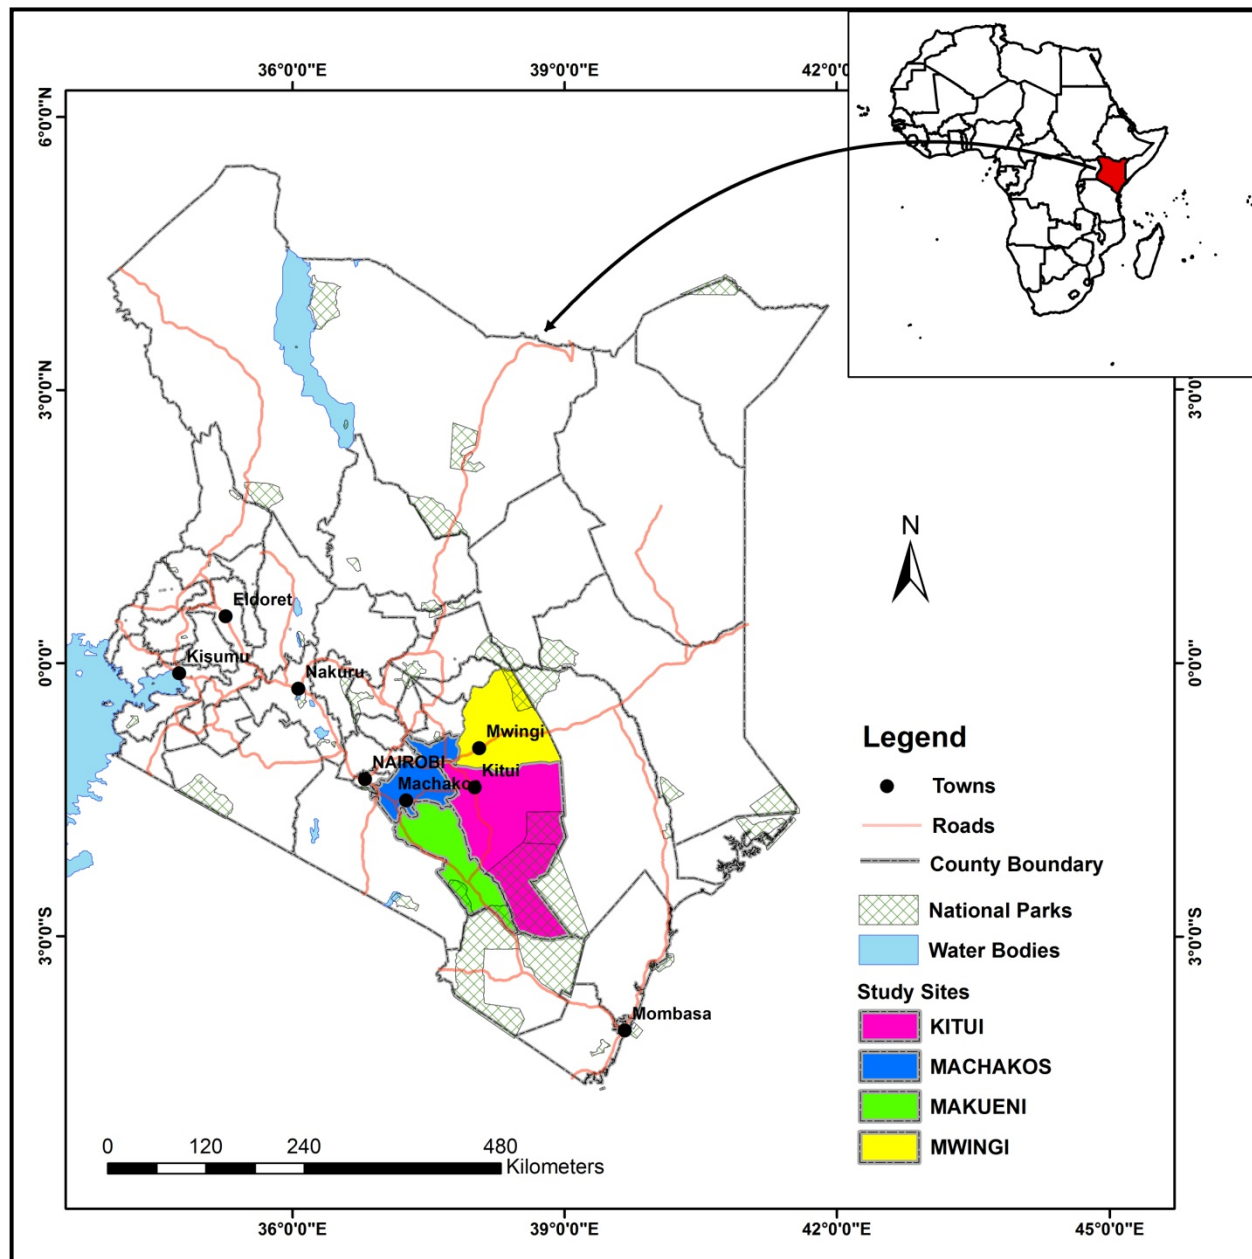 36°0'0"E
39°0'0"E
42°0'0"E
6°0'0"N
3°0'0"N
3°0'0"
0°0'0"
0°0'0"
3°0'0"S
3°0'0"S
Eldoret
Kisumu
Nakuru
Mwingi
NAIROBI
Kitui
Machakos
Mombasa
N
Legend
Towns
Roads
County Boundary
National Parks
Water Bodies
Study Sites
KITUI
MACHAKOS
MAKUENI
MWINGI
0 120 240 480
Kilometers
36°0'0"E
39°0'0"E
42°0'0"E
45°0'0"E